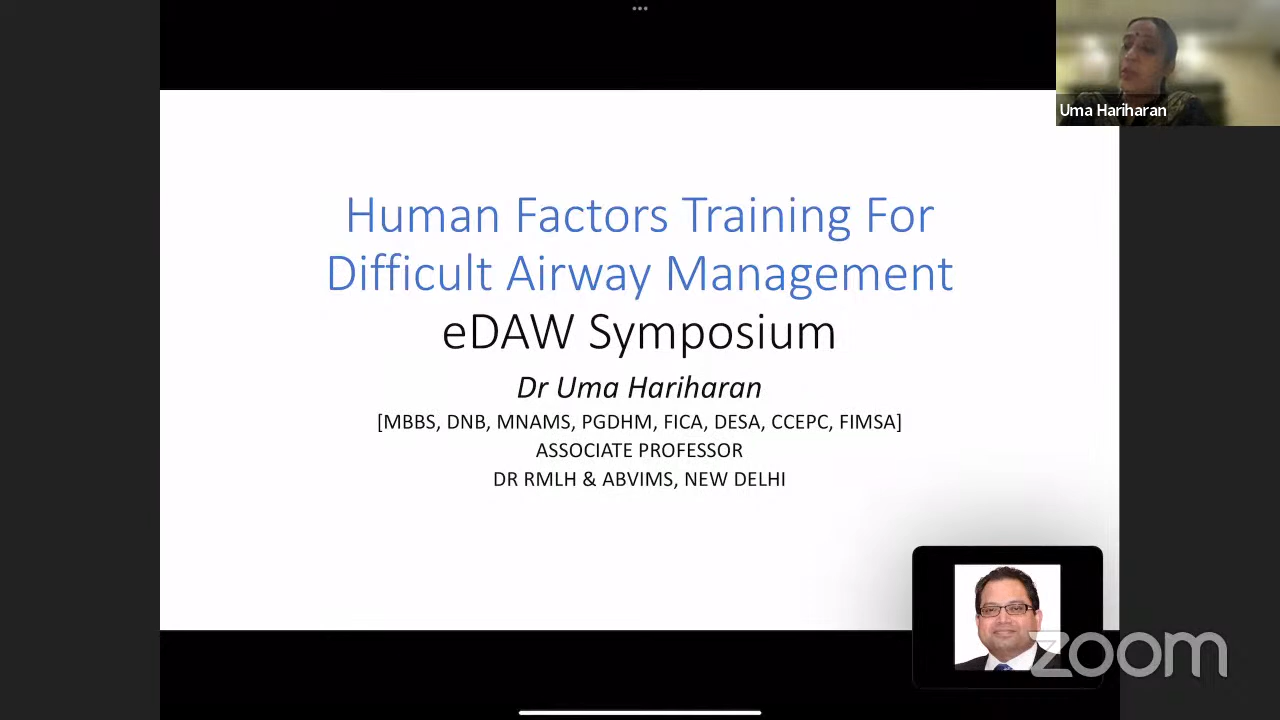 Uma Hariharan
Human Factors Training For
Difficult Airway Management
eDAW Symposium
Dr Uma Hariharan
[MBBS, DNB, MNAMS, PGDHM, FICA, DESA, CCEPC, FIMSA]
ASSOCIATE PROFESSOR
DR RMLH & ABVIMS, NEW DELHI
zoom